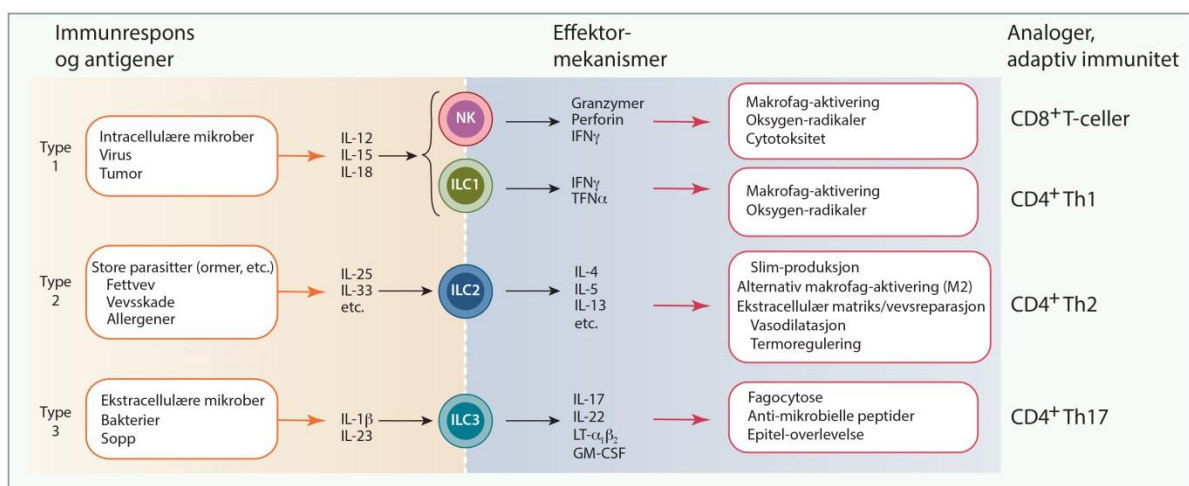 Immunrespons
og antigener
Effektor-
mekanismer
Analoger,
adaptiv immunitet
Type
1
Intracellulære mikrober
Virus
Tumor
IL-12
IL-15
IL-18
NK
Granzymer
Perforin
IFNγ
Makrofag-aktivering
Oksygen-radikaler
Cytotoksitet
CD8+ T-celler
ILC1
IFNγ
TFNα
Makrofag-aktivering
Oksygen-radikaler
CD4+ Th1
Type
2
Store parasitter (ormer, etc.)
Fettvev
Vevsskade
Allergener
IL-25
IL-33
etc.
ILC2
IL-4
IL-5
IL-13
etc.
Slim-produksjon
Alternativ makrofag-aktivering (M2)
Ekstracellulær matriks/vevsreparasjon
Vasodilatasjon
Termoregulering
CD4+ Th2
Type
3
Ekstracellulære mikrober
Bakterier
Sopp
IL-1β
IL-23
ILC3
IL-17
IL-22
LT-α₁β₂
GM-CSF
Fagocytose
Anti-mikrobielle peptider
Epitel-overlevelse
CD4+ Th17